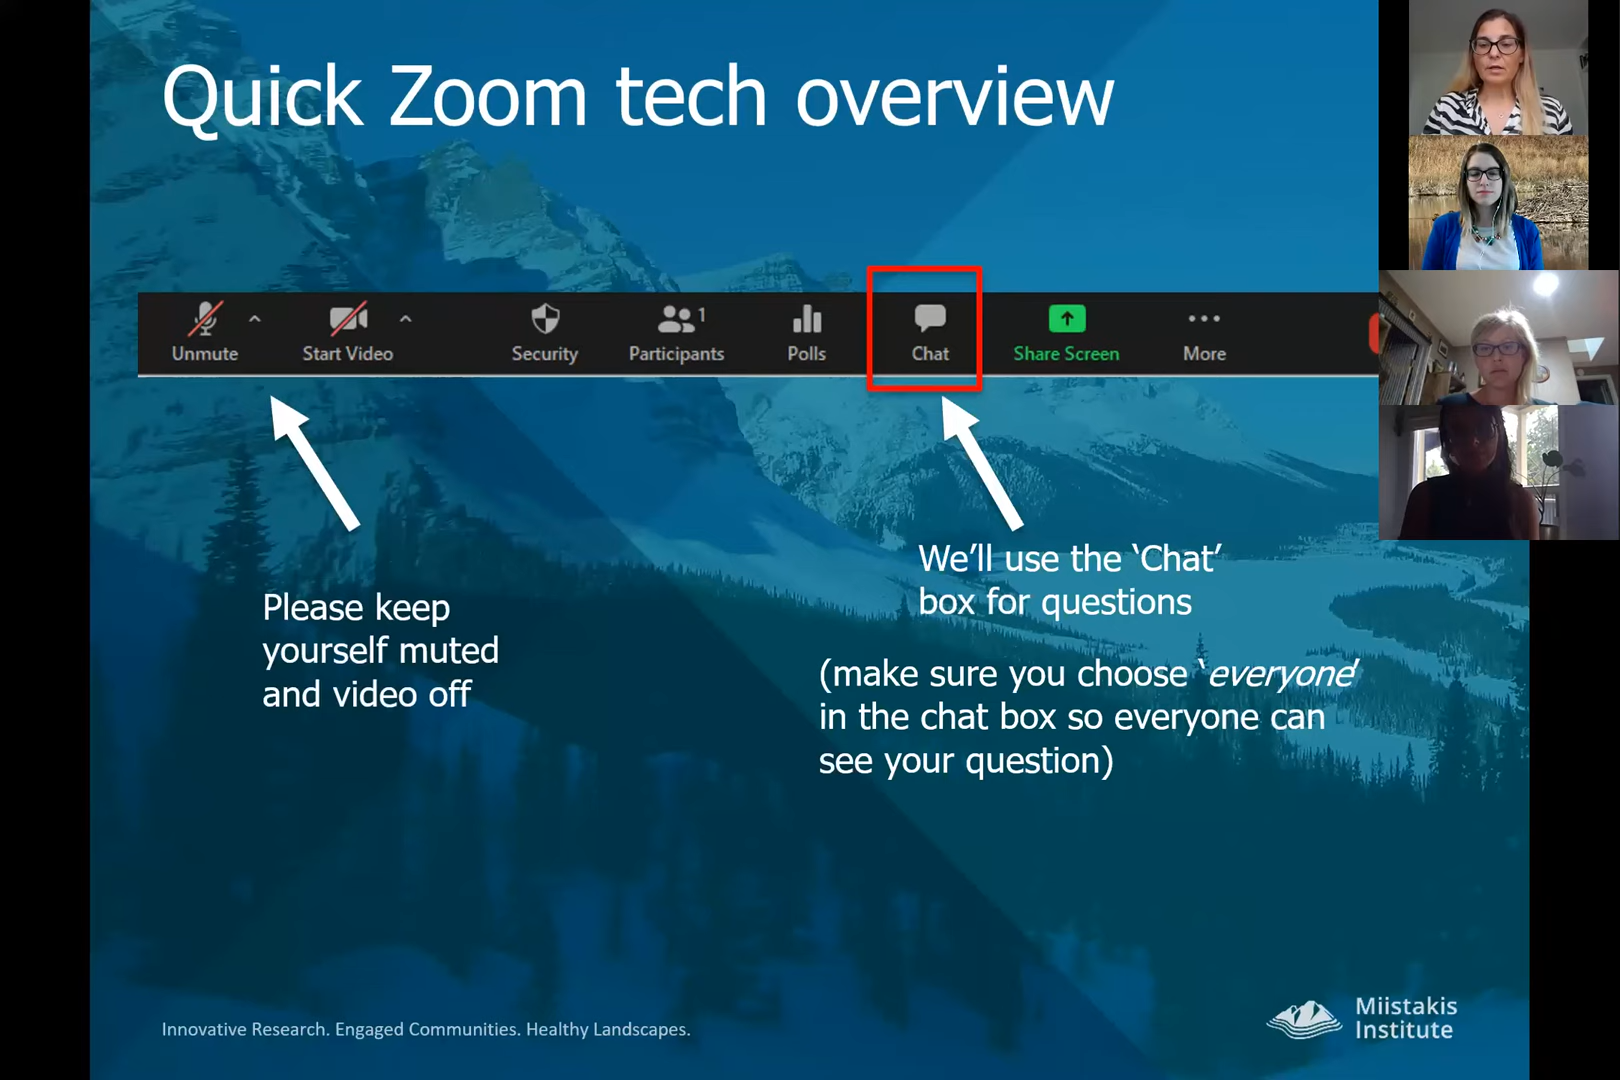 Quick Zoom tech overview
Unmute
Start Video
Security
Participants
1
Polls
Chat
Share Screen
More
Please keep
yourself muted
and video off
We’ll use the ‘Chat’
box for questions
(make sure you choose ‘everyone’
in the chat box so everyone can
see your question)
Innovative Research. Engaged Communities. Healthy Landscapes.
Miistakis
Institute